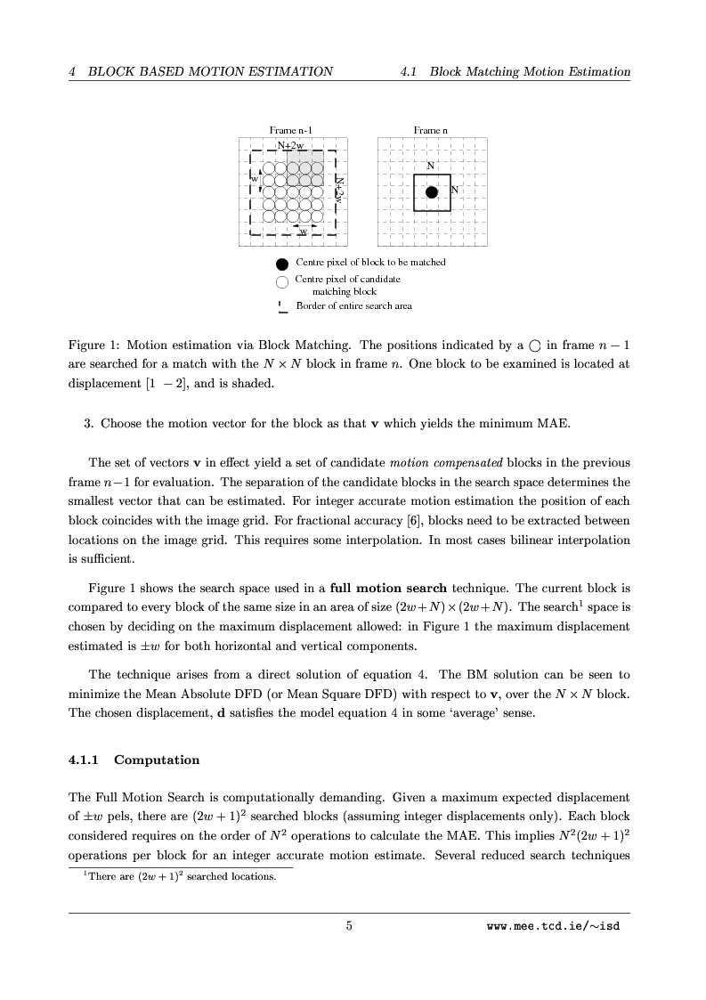 4 BLOCK BASED MOTION ESTIMATION 4.1 Block Matching Motion Estimation
Frame n-1 Frame n
N+2w
w
N+2w
w
N
N
Centre pixel of block to be matched
Centre pixel of candidate
matching block
Border of entire search area
Figure 1: Motion estimation via Block Matching. The positions indicated by a ◯ in frame n − 1
are searched for a match with the N × N block in frame n. One block to be examined is located at
displacement [1 − 2], and is shaded.
3. Choose the motion vector for the block as that v which yields the minimum MAE.
The set of vectors v in effect yield a set of candidate motion compensated blocks in the previous
frame n−1 for evaluation. The separation of the candidate blocks in the search space determines the
smallest vector that can be estimated. For integer accurate motion estimation the position of each
block coincides with the image grid. For fractional accuracy [6], blocks need to be extracted between
locations on the image grid. This requires some interpolation. In most cases bilinear interpolation
is sufficient.
Figure 1 shows the search space used in a full motion search technique. The current block is
compared to every block of the same size in an area of size (2w+N)×(2w+N). The search¹ space is
chosen by deciding on the maximum displacement allowed: in Figure 1 the maximum displacement
estimated is ±w for both horizontal and vertical components.
The technique arises from a direct solution of equation 4. The BM solution can be seen to
minimize the Mean Absolute DFD (or Mean Square DFD) with respect to v, over the N × N block.
The chosen displacement, d satisfies the model equation 4 in some ‘average’ sense.
4.1.1 Computation
The Full Motion Search is computationally demanding. Given a maximum expected displacement
of ±w pels, there are (2w + 1)² searched blocks (assuming integer displacements only). Each block
considered requires on the order of N² operations to calculate the MAE. This implies N²(2w + 1)²
operations per block for an integer accurate motion estimate. Several reduced search techniques
¹There are (2w + 1)² searched locations.
5 www.mee.tcd.ie/∼isd